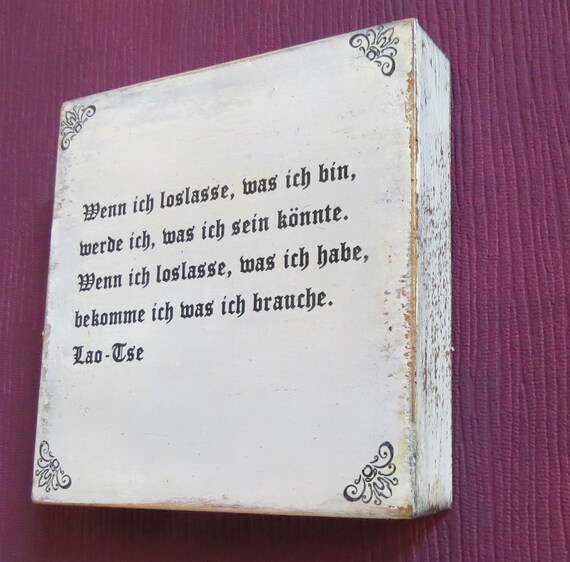 Wenn ich loslasse, was ich bin,
werde ich, was ich sein könnte.
Wenn ich loslasse, was ich habe,
bekomme ich was ich brauche.
Lao-Tse